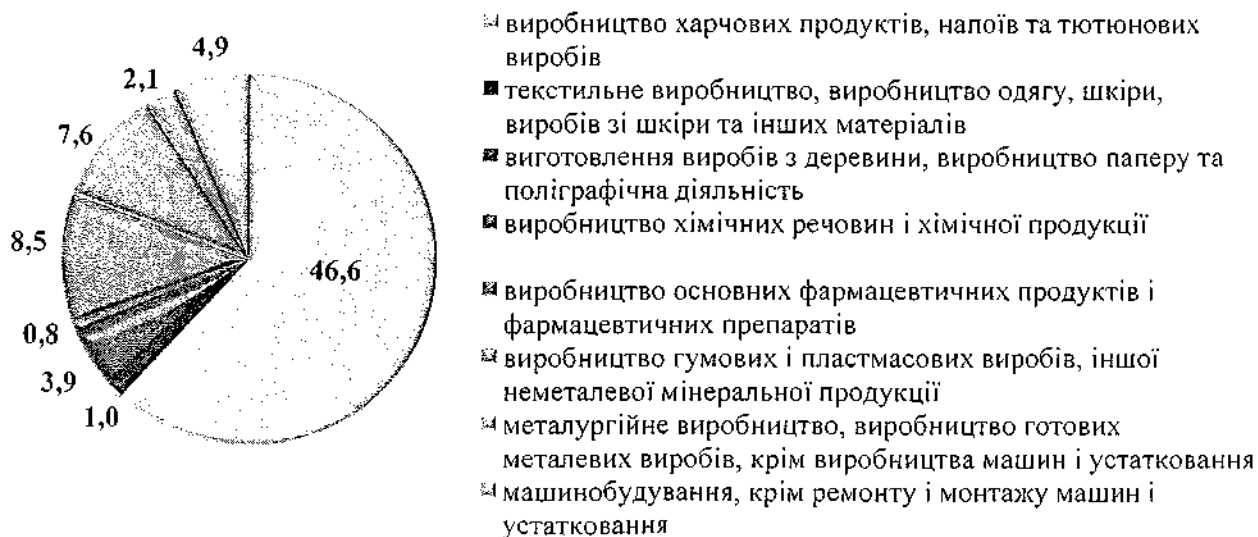 4,9
2,1
7,6
8,5
46,6
0,8
3,9
1,0
виробництво харчових продуктів, напоїв та тютюнових
виробів
текстильне виробництво, виробництво одягу, шкіри,
виробів зі шкіри та інших матеріалів
виготовлення виробів з деревини, виробництво паперу та
поліграфічна діяльність
виробництво хімічних речовин і хімічної продукції
виробництво основних фармацевтичних продуктів і
фармацевтичних препаратів
виробництво гумових і пластмасових виробів, іншої
неметалевої мінеральної продукції
металургійне виробництво, виробництво готових
металевих виробів, крім виробництва машин і устатковання
машинобудування, крім ремонту і монтажу машин і
устатковання